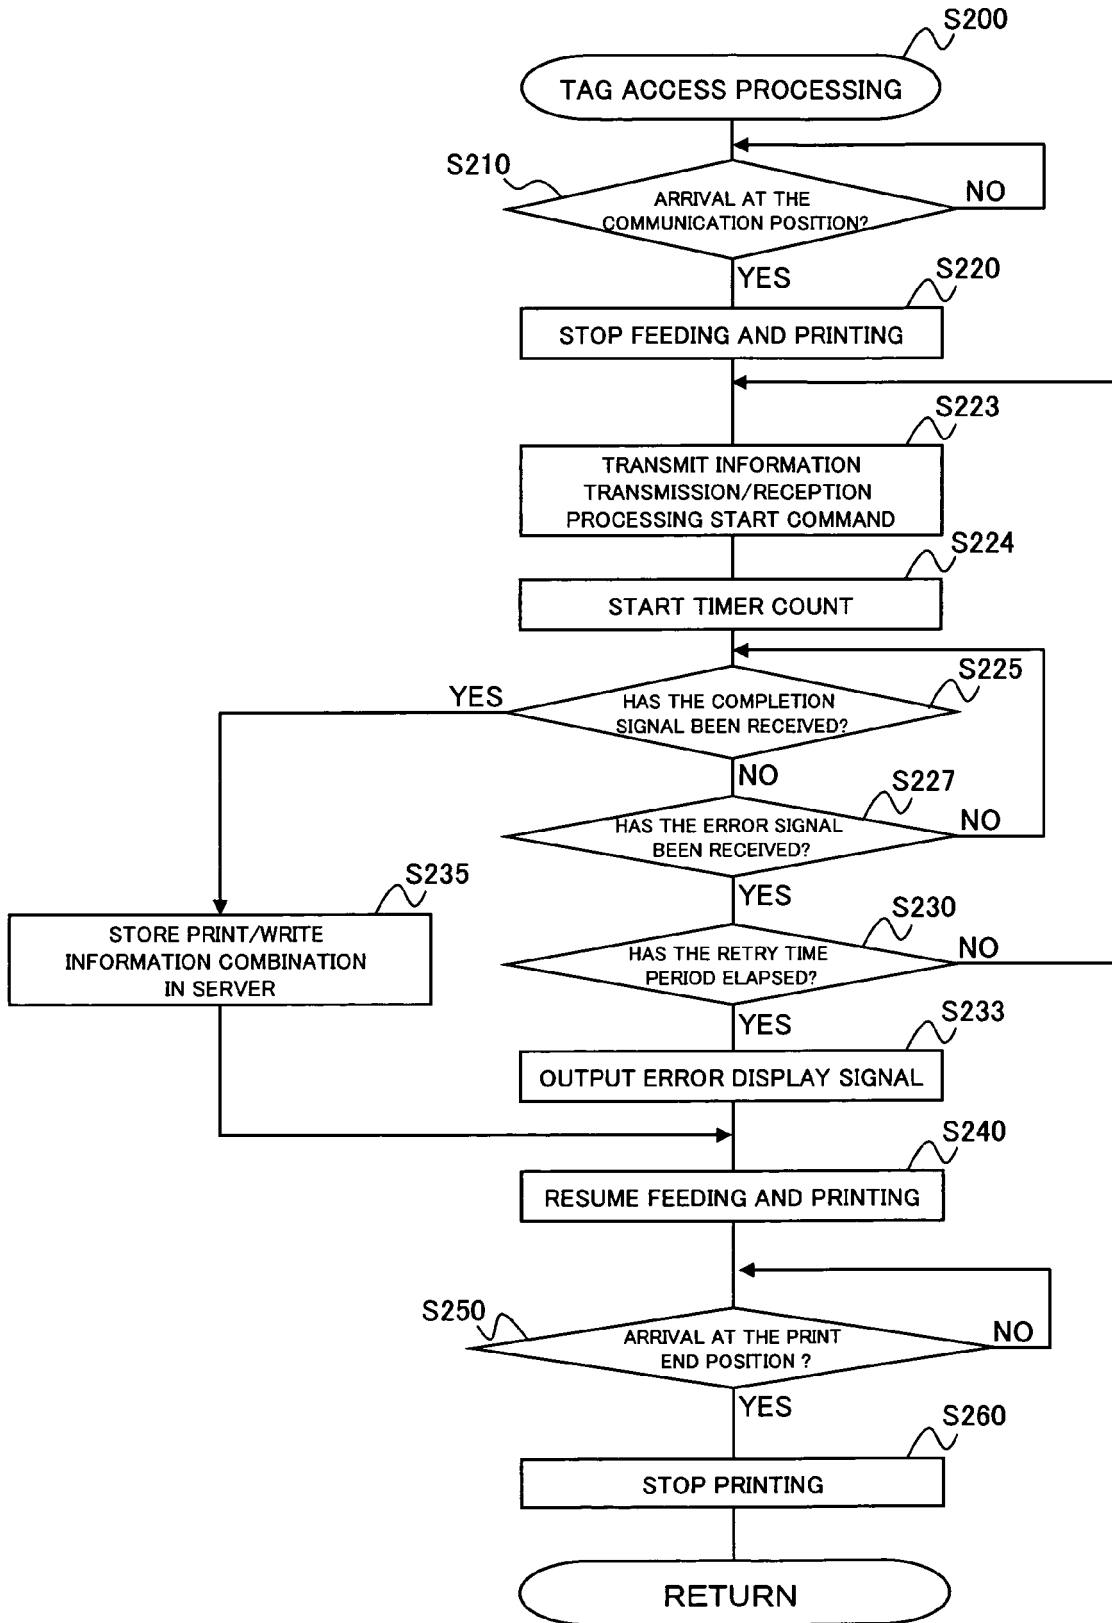 S200
TAG ACCESS PROCESSING
S210
ARRIVAL AT THE
COMMUNICATION POSITION?
NO
YES
S220
STOP FEEDING AND PRINTING
S223
TRANSMIT INFORMATION
TRANSMISSION/RECEPTION
PROCESSING START COMMAND
S224
START TIMER COUNT
S225
YES
HAS THE COMPLETION
SIGNAL BEEN RECEIVED?
NO
S227
HAS THE ERROR SIGNAL
BEEN RECEIVED?
NO
YES
S235
STORE PRINT/WRITE
INFORMATION COMBINATION
IN SERVER
S230
HAS THE RETRY TIME
PERIOD ELAPSED?
NO
YES
S233
OUTPUT ERROR DISPLAY SIGNAL
S240
RESUME FEEDING AND PRINTING
S250
ARRIVAL AT THE PRINT
END POSITION ?
NO
YES
S260
STOP PRINTING
RETURN